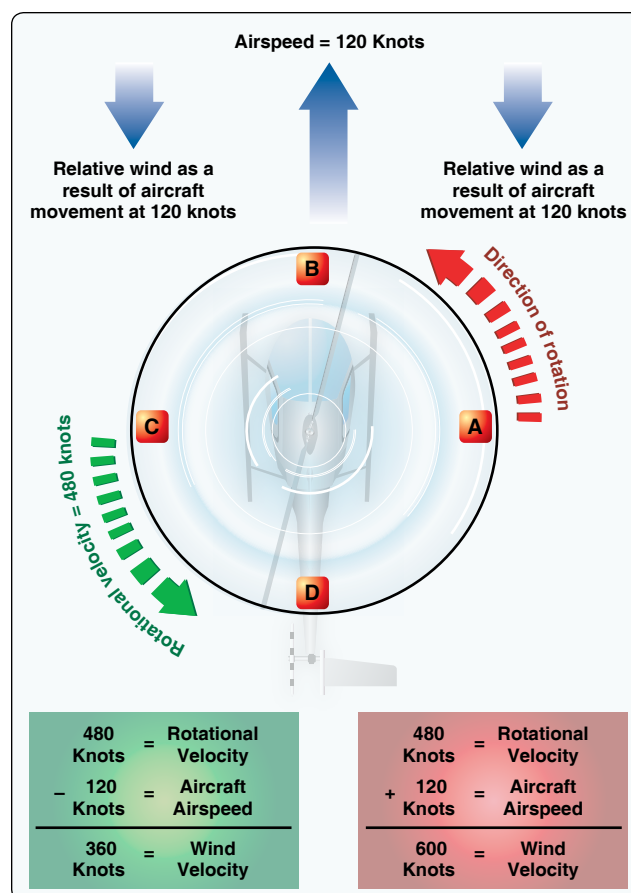 Airspeed = 120 Knots
Relative wind as a
result of aircraft
movement at 120 knots
Relative wind as a
result of aircraft
movement at 120 knots
B
Direction of rotation
C
A
Rotational velocity = 480 knots
D
480 Knots = Rotational Velocity
– 120 Knots = Aircraft Airspeed
360 Knots = Wind Velocity
480 Knots = Rotational Velocity
+ 120 Knots = Aircraft Airspeed
600 Knots = Wind Velocity